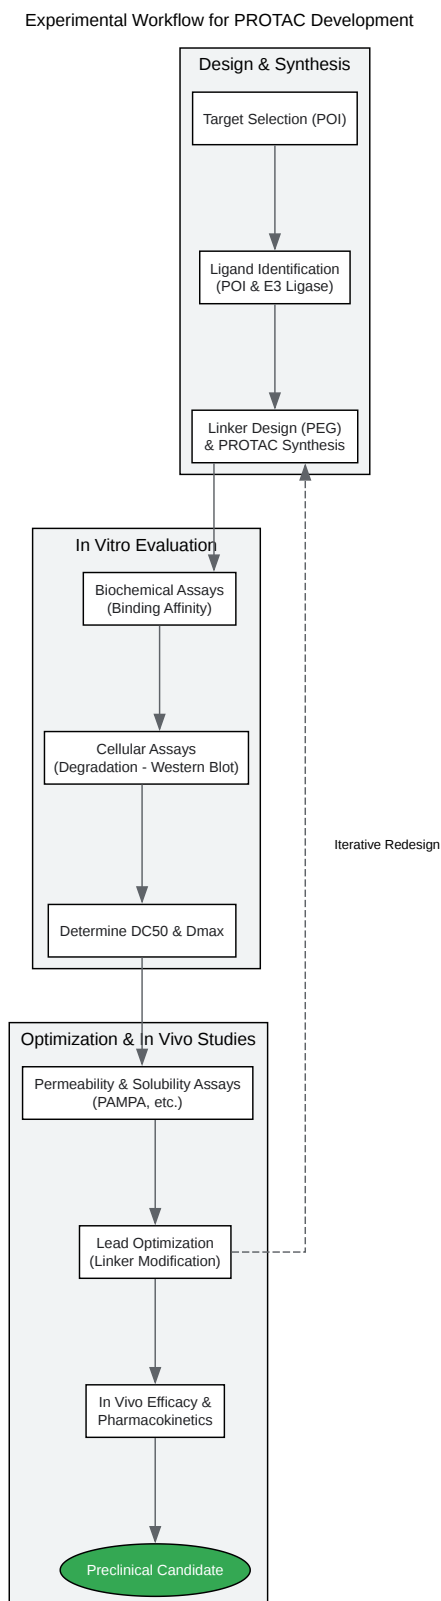 Experimental Workflow for PROTAC Development
Design & Synthesis
Target Selection (POI)
Ligand Identification
(POI & E3 Ligase)
Linker Design (PEG)
& PROTAC Synthesis
In Vitro Evaluation
Biochemical Assays
(Binding Affinity)
Cellular Assays
(Degradation - Western Blot)
Iterative Redesign
Determine DC50 & Dmax
Optimization & In Vivo Studies
Permeability & Solubility Assays
(PAMPA, etc.)
Lead Optimization
(Linker Modification)
In Vivo Efficacy &
Pharmacokinetics
Preclinical Candidate